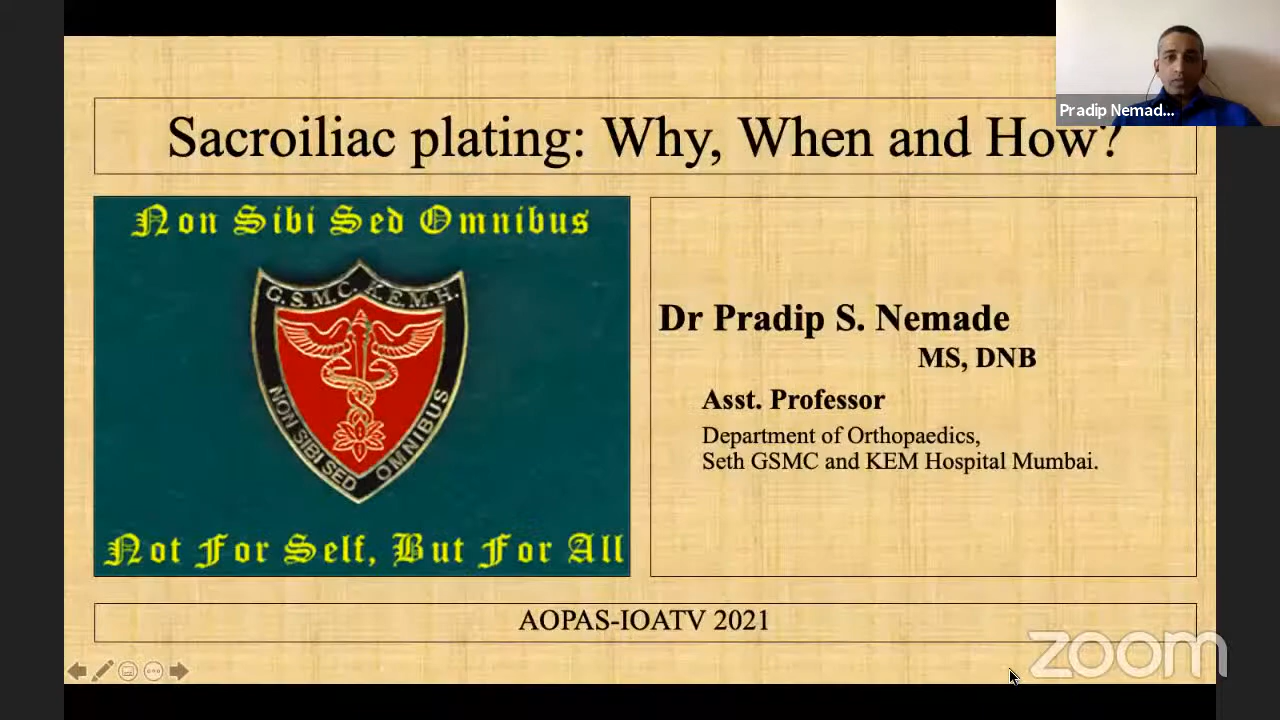 Pradip Nemad...
Sacroiliac plating: Why, When and How?
Non Sibi Sed Omnibus
G.S.M.C. K.E.M.H.
NON SIBI SED OMNIBUS
Not For Self, But For All
Dr Pradip S. Nemade
MS, DNB
Asst. Professor
Department of Orthopaedics,
Seth GSMC and KEM Hospital Mumbai.
AOPAS-IOATV 2021
zoom